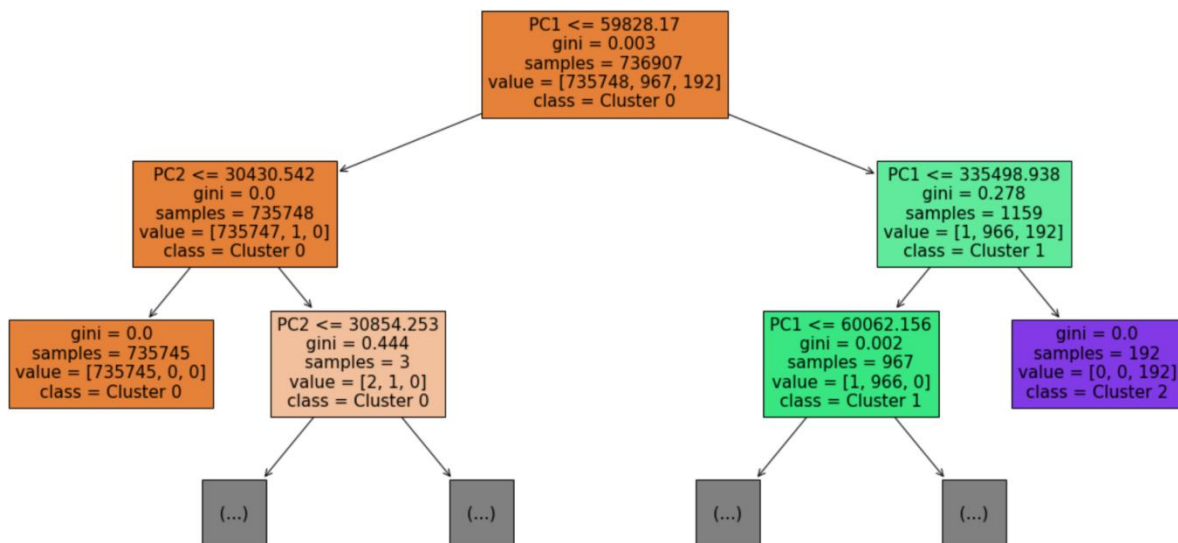 PC1 <= 59828.17
gini = 0.003
samples = 736907
value = [735748, 967, 192]
class = Cluster 0
PC2 <= 30430.542
gini = 0.0
samples = 735748
value = [735747, 1, 0]
class = Cluster 0
PC1 <= 335498.938
gini = 0.278
samples = 1159
value = [1, 966, 192]
class = Cluster 1
gini = 0.0
samples = 735745
value = [735745, 0, 0]
class = Cluster 0
PC2 <= 30854.253
gini = 0.444
samples = 3
value = [2, 1, 0]
class = Cluster 0
PC1 <= 60062.156
gini = 0.002
samples = 967
value = [1, 966, 0]
class = Cluster 1
gini = 0.0
samples = 192
value = [0, 0, 192]
class = Cluster 2
(...)
(...)
(...)
(...)